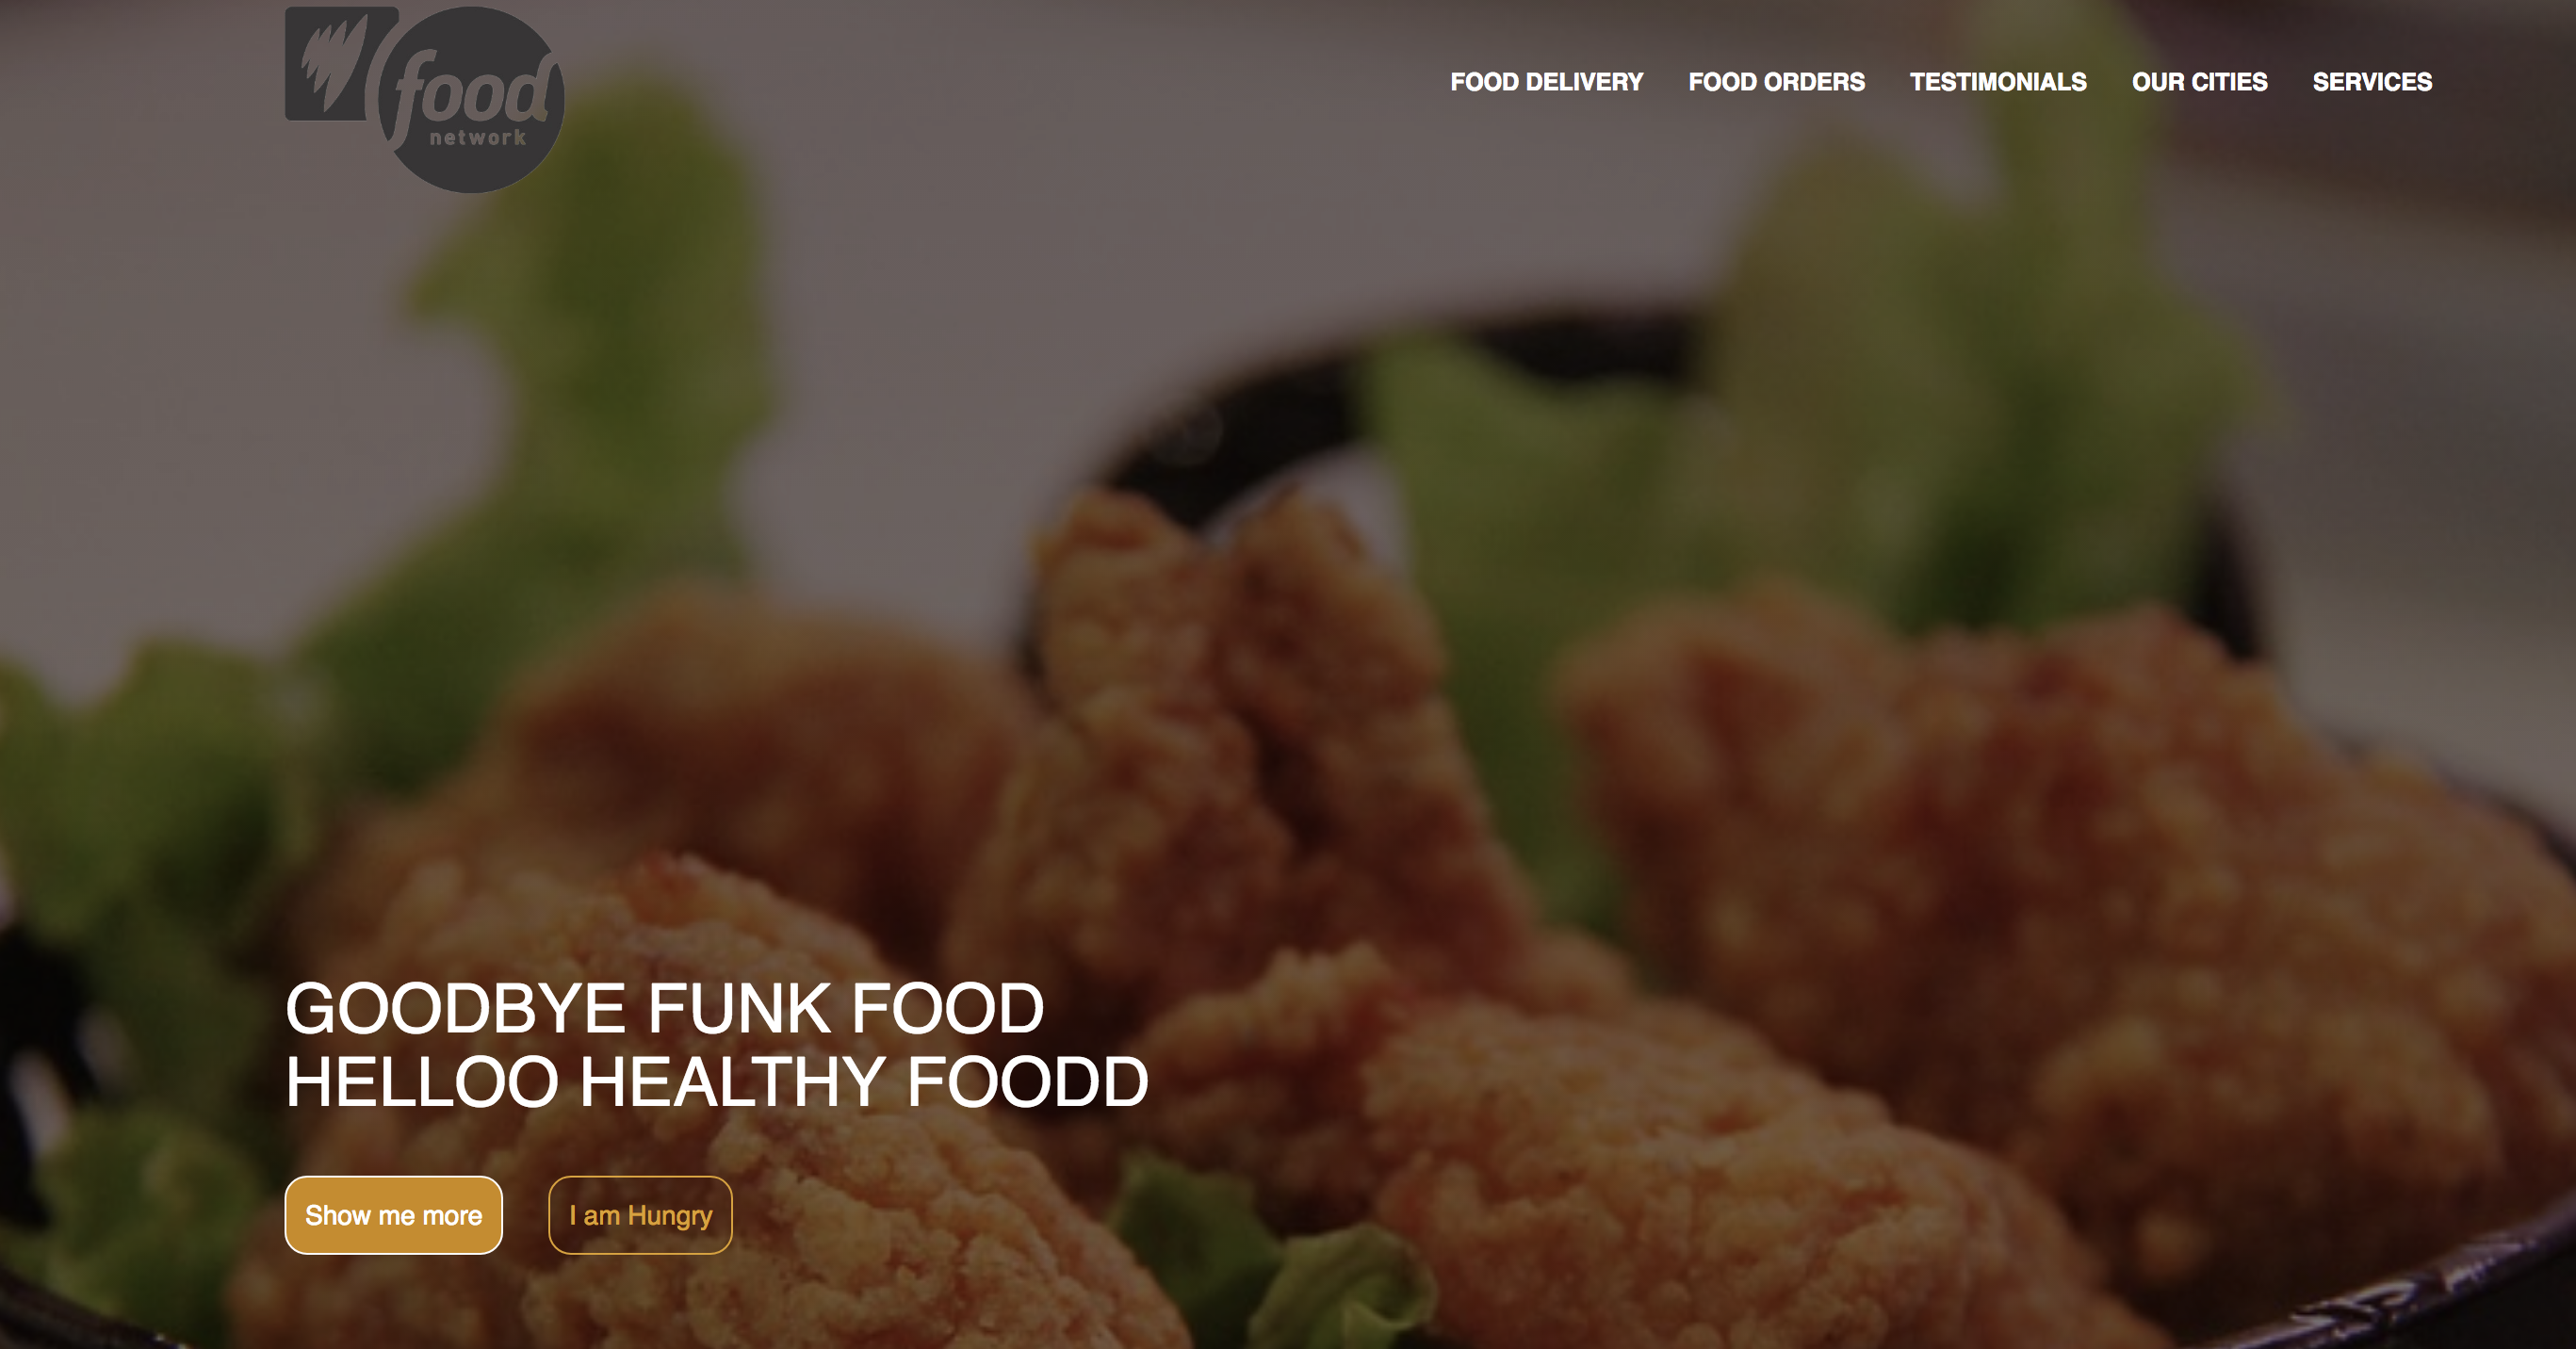 food
network
FOOD DELIVERY FOOD ORDERS TESTIMONIALS OUR CITIES SERVICES
GOODBYE FUNK FOOD
HELLOO HEALTHY FOODD
Show me more I am Hungry